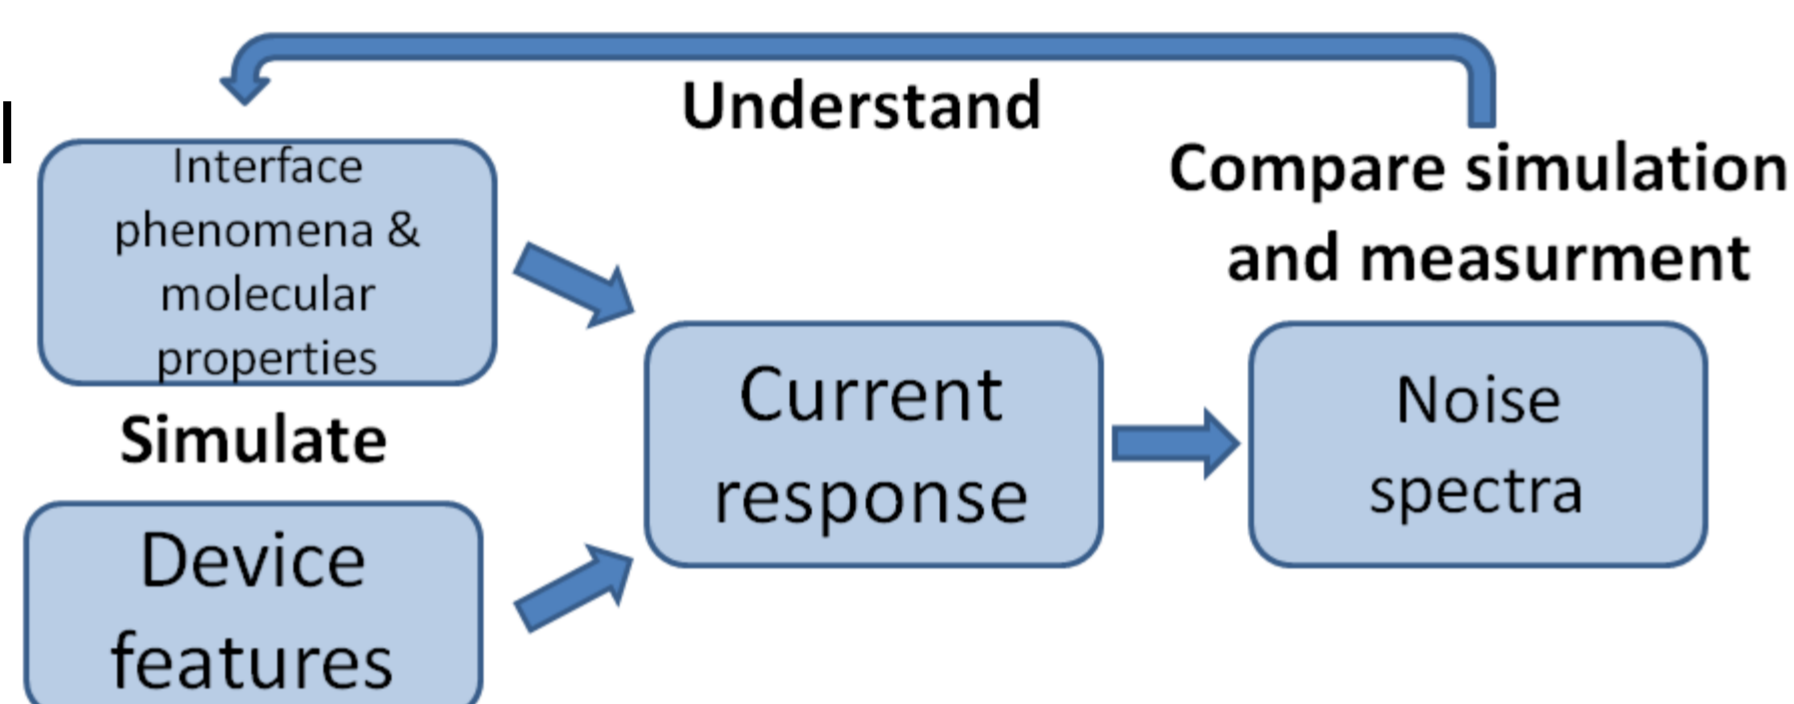 Understand
Compare simulation
and measurment
Interface
phenomena &
molecular
properties
Simulate
Device
features
Current
response
Noise
spectra